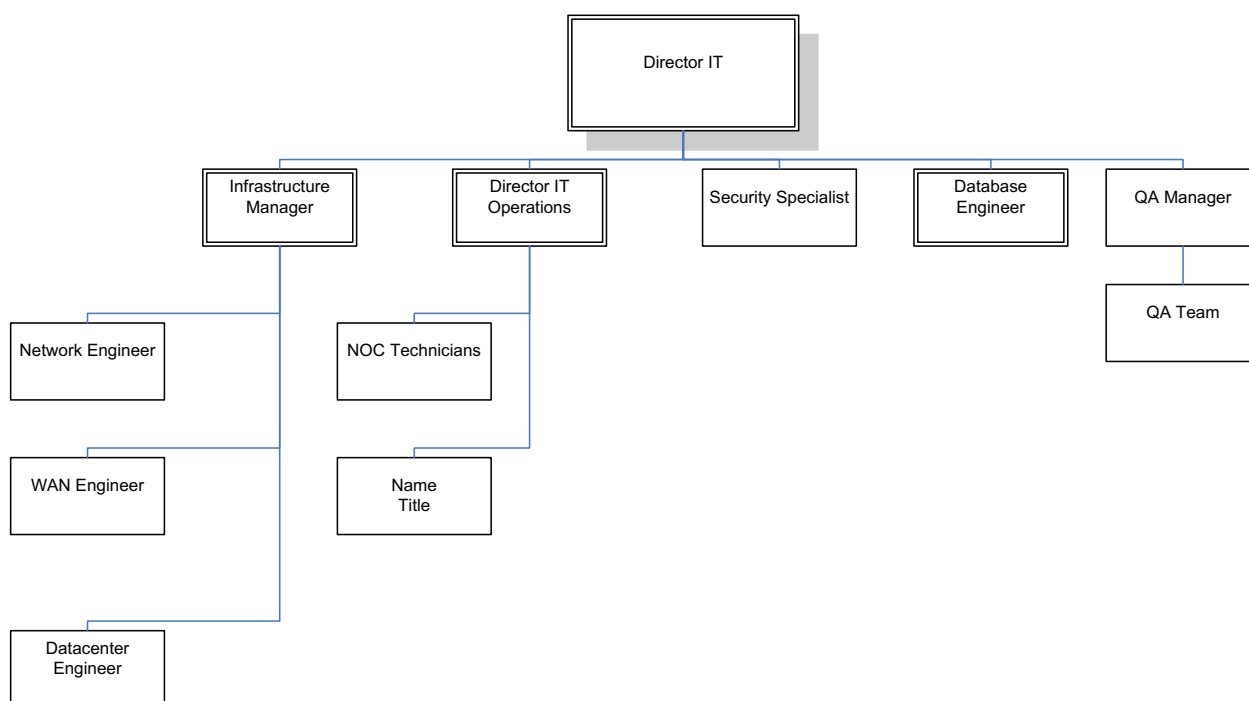 Director IT
Infrastructure
Manager
Director IT
Operations
Security Specialist
Database
Engineer
QA Manager
Network Engineer
NOC Technicians
QA Team
WAN Engineer
Name
Title
Datacenter
Engineer